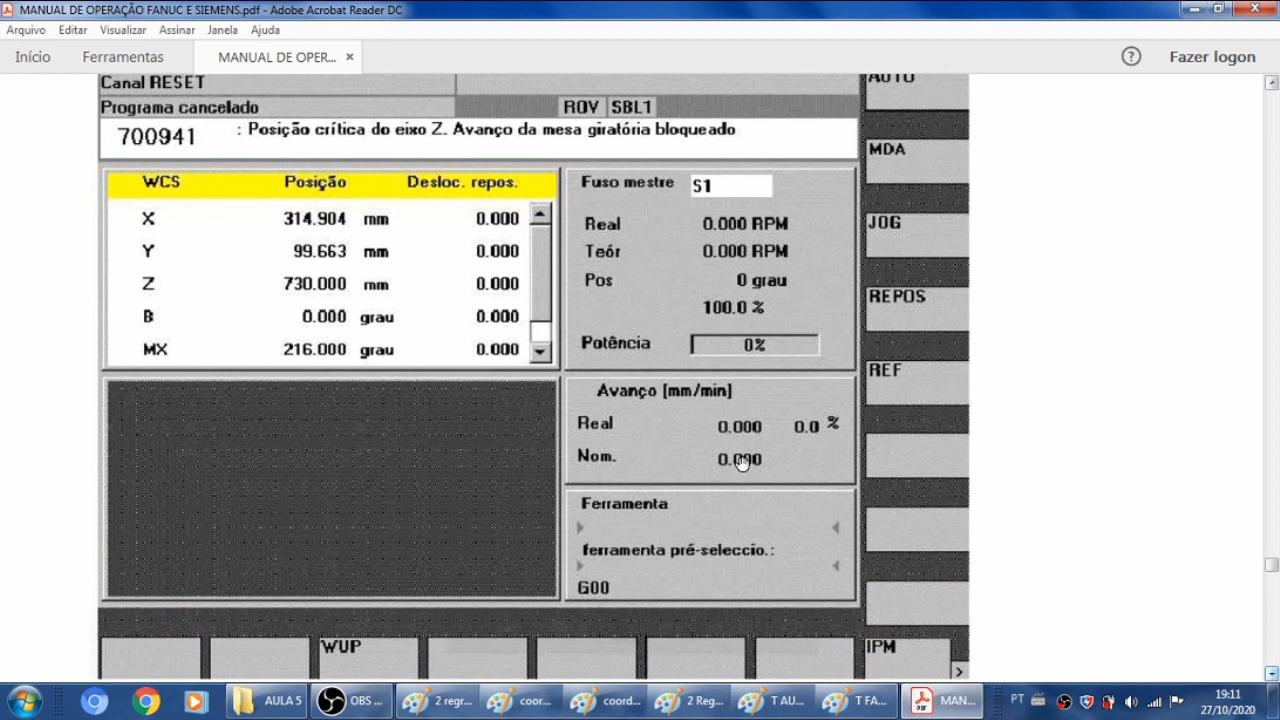 MANUAL DE OPERAÇÃO FANUC E SIEMENS.pdf - Adobe Acrobat Reader DC
Arquivo Editar Visualizar Assinar Janela Ajuda
Início Ferramentas MANUAL DE OPER... × ? Fazer logon
Canal RESET AUTO
Programa cancelado ROV SBL1
700941 : Posição crítica do eixo Z. Avanço da mesa giratória bloqueado
MDA
WCS Posição Desloc. repos. Fuso mestre S1
X 314.904 mm 0.000 Real 0.000 RPM JOG
Y 99.663 mm 0.000 Teór 0.000 RPM
Z 730.000 mm 0.000 Pos 0 grau REPOS
B 0.000 grau 0.000 100.0 %
MX 216.000 grau 0.000 Potência 0%
REF
Avanço [mm/min]
Real 0.000 0.0 %
Nom.
Ferramenta
ferramenta pré-seleccio.:
G00
WUP IPM >
AULA 5 OBS ... 2 regr... coor... coord... 2 Reg... T AU... T FA... MAN... PT 19:11
27/10/2020